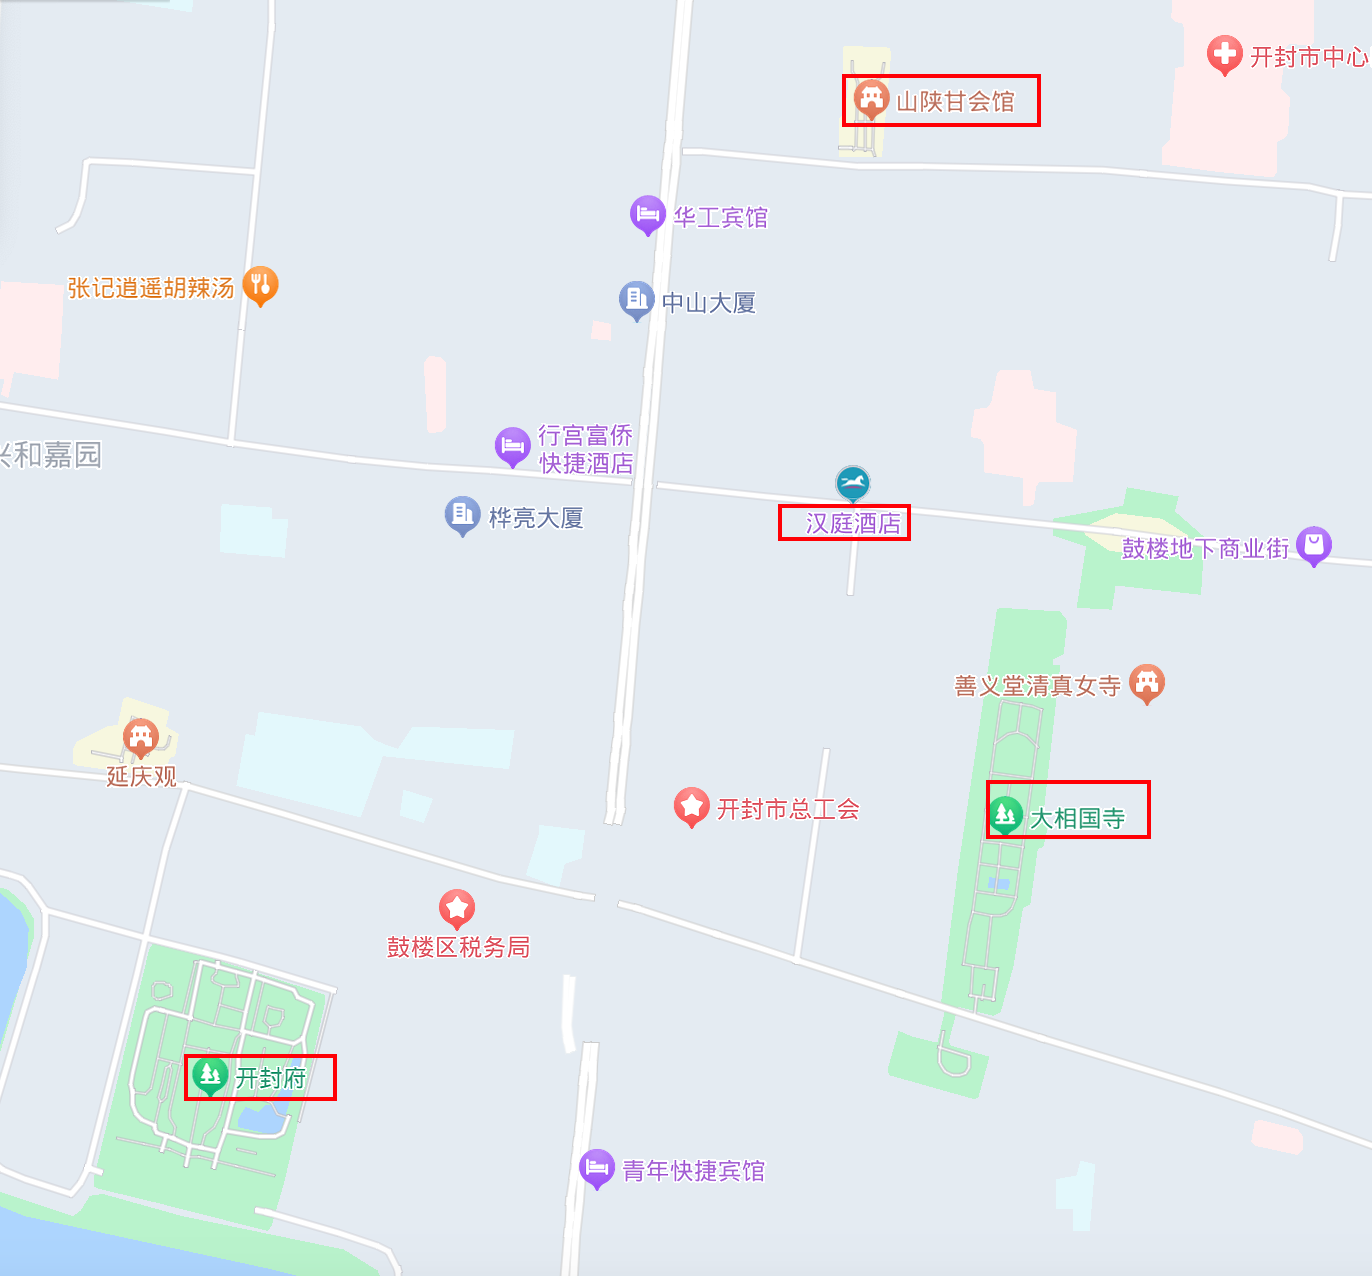 开封市中心
山陕甘会馆
华工宾馆
张记逍遥胡辣汤
中山大厦
行宫富侨
快捷酒店
兴和嘉园
桦亮大厦
汉庭酒店
鼓楼地下商业街
善义堂清真女寺
延庆观
开封市总工会
大相国寺
鼓楼区税务局
开封府
青年快捷宾馆